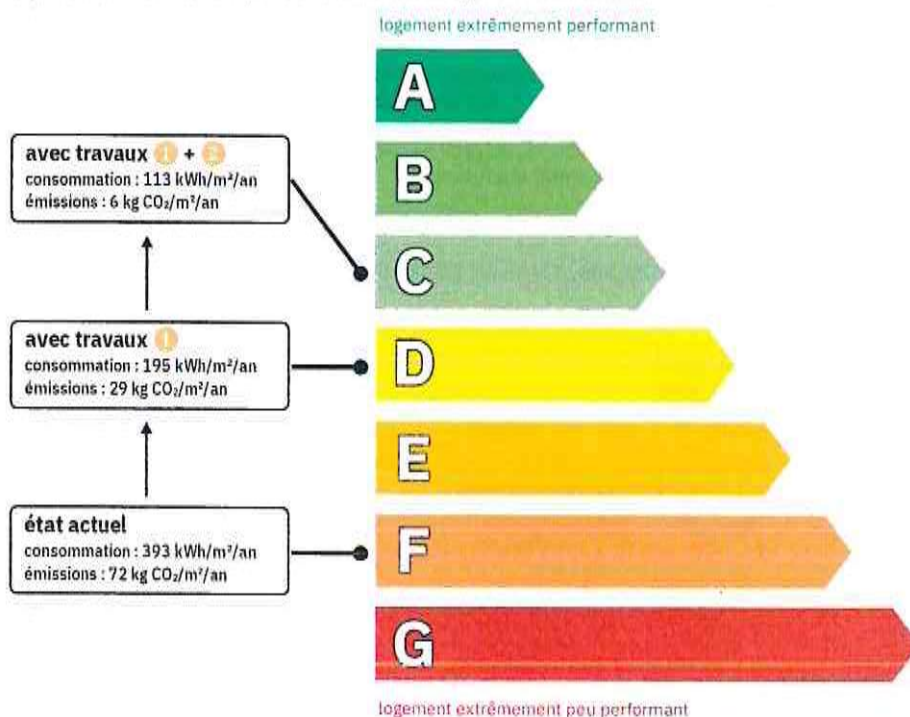 logement extrêmement performant
A
B
C
D
E
F
G
avec travaux 1 + 2
consommation : 113 kWh/m²/an
émissions : 6 kg CO₂/m²/an
avec travaux 1
consommation : 195 kWh/m²/an
émissions : 29 kg CO₂/m²/an
état actuel
consommation : 393 kWh/m²/an
émissions : 72 kg CO₂/m²/an
logement extrêmement peu performant